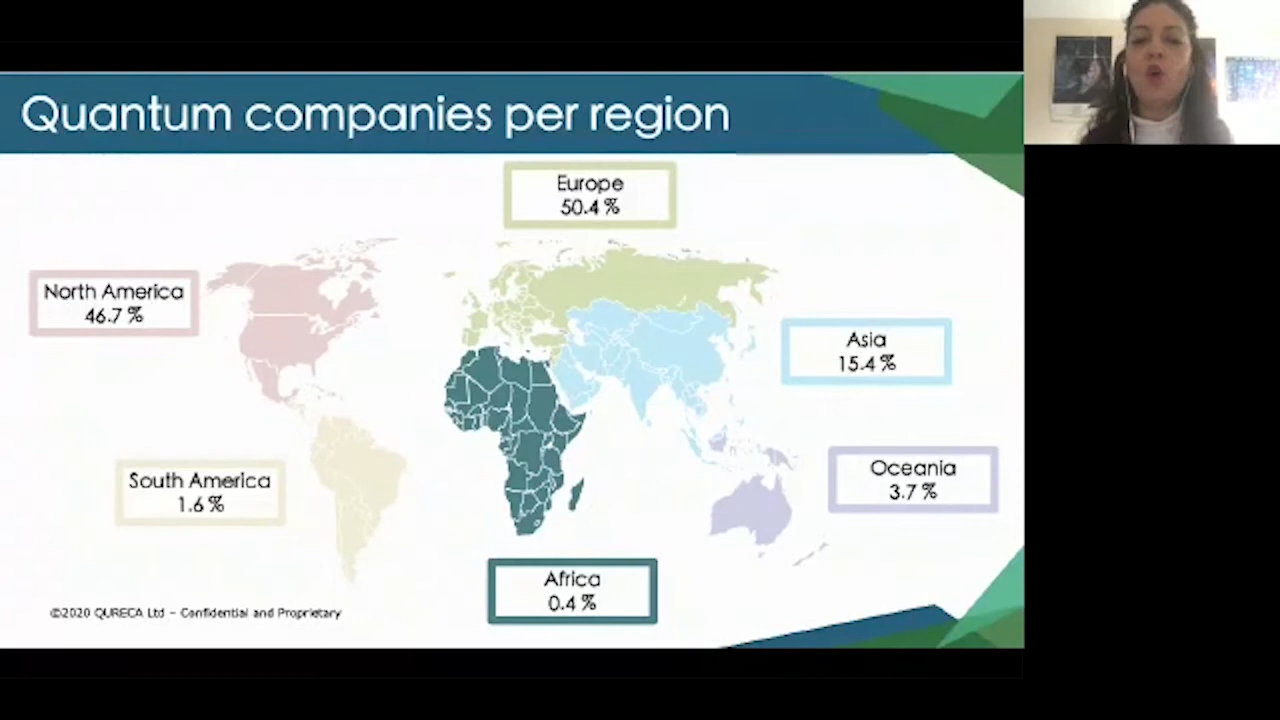 Quantum companies per region
Europe
50.4 %
North America
46.7 %
Asia
15.4 %
Oceania
3.7 %
South America
1.6 %
Africa
0.4 %
©2020 QURECA Ltd – Confidential and Proprietary